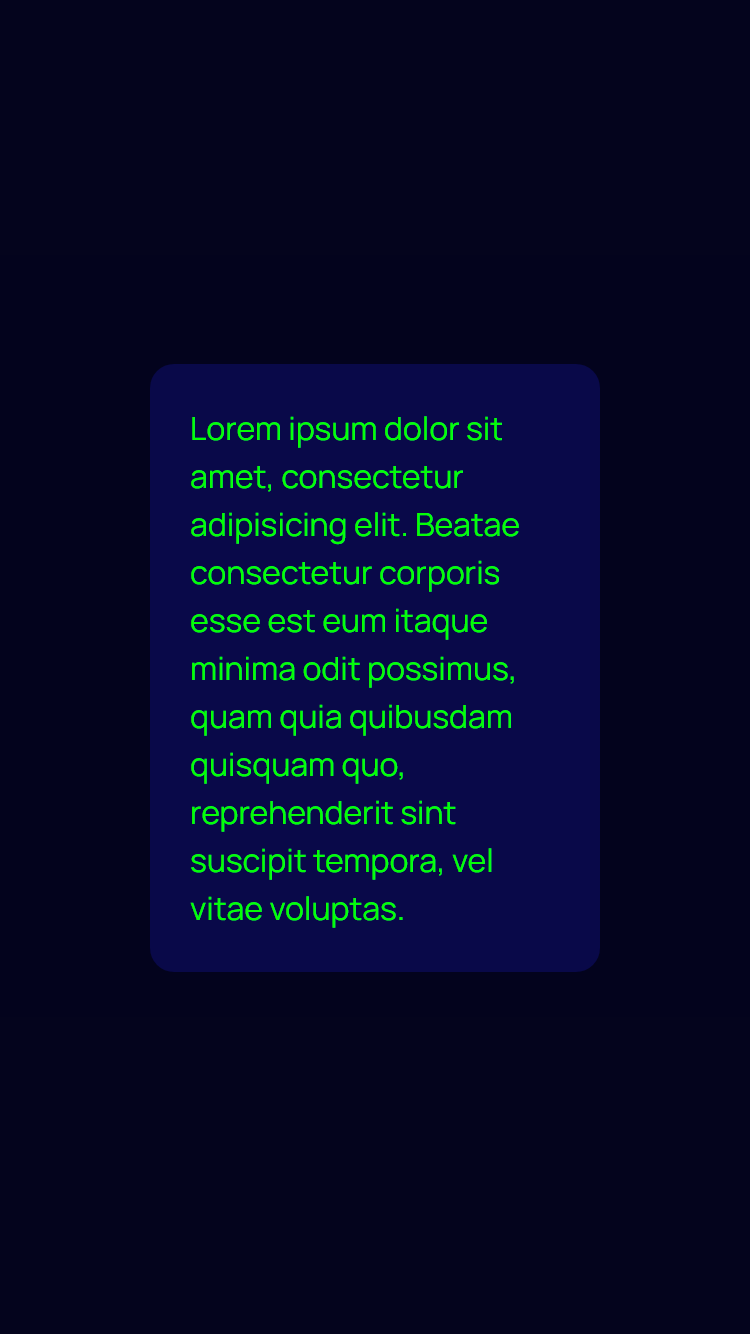 Lorem ipsum dolor sit
amet, consectetur
adipisicing elit. Beatae
consectetur corporis
esse est eum itaque
minima odit possimus,
quam quia quibusdam
quisquam quo,
reprehenderit sint
suscipit tempora, vel
vitae voluptas.